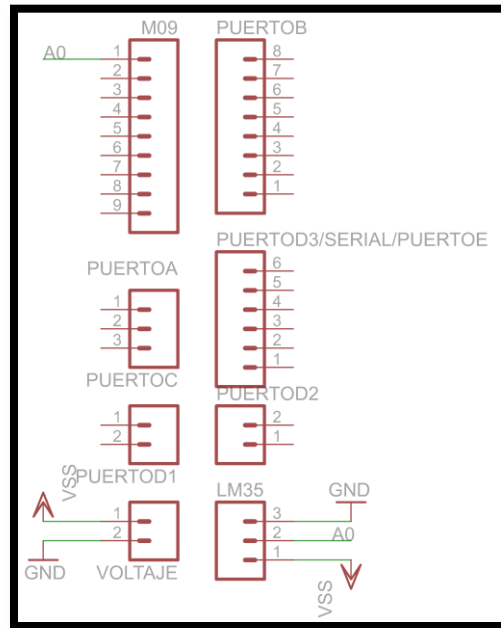 M09 PUERTOB
A0 1 8
2 7
3 6
4 5
5 4
6 3
7 2
8 1
9
PUERTOD3/SERIAL/PUERTOE
PUERTOA 6
1 5
2 4
3 3
2
1
PUERTOC PUERTOD2
1 2
2 1
PUERTOD1
VSS LM35 GND
1 3
2 2 A0
1
GND VOLTAJE
VSS